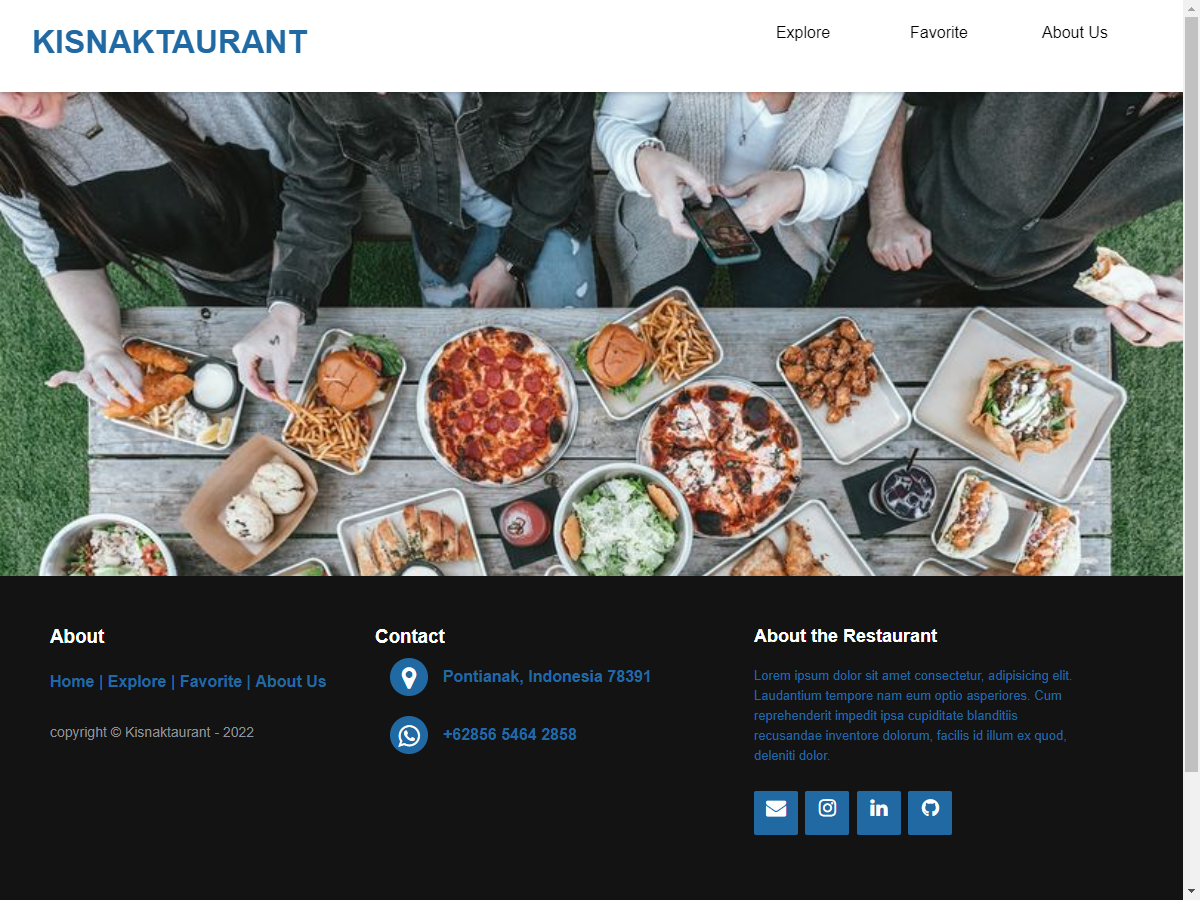 KISNAKTAURANT
Explore
Favorite
About Us
About
Home | Explore | Favorite | About Us
copyright © Kisnaktaurant - 2022
Contact
Pontianak, Indonesia 78391
+62856 5464 2858
About the Restaurant
Lorem ipsum dolor sit amet consectetur, adipisicing elit.
Laudantium tempore nam eum optio asperiores. Cum
reprehenderit impedit ipsa cupiditate blanditiis
recusandae inventore dolorum, facilis id illum ex quod,
deleniti dolor.